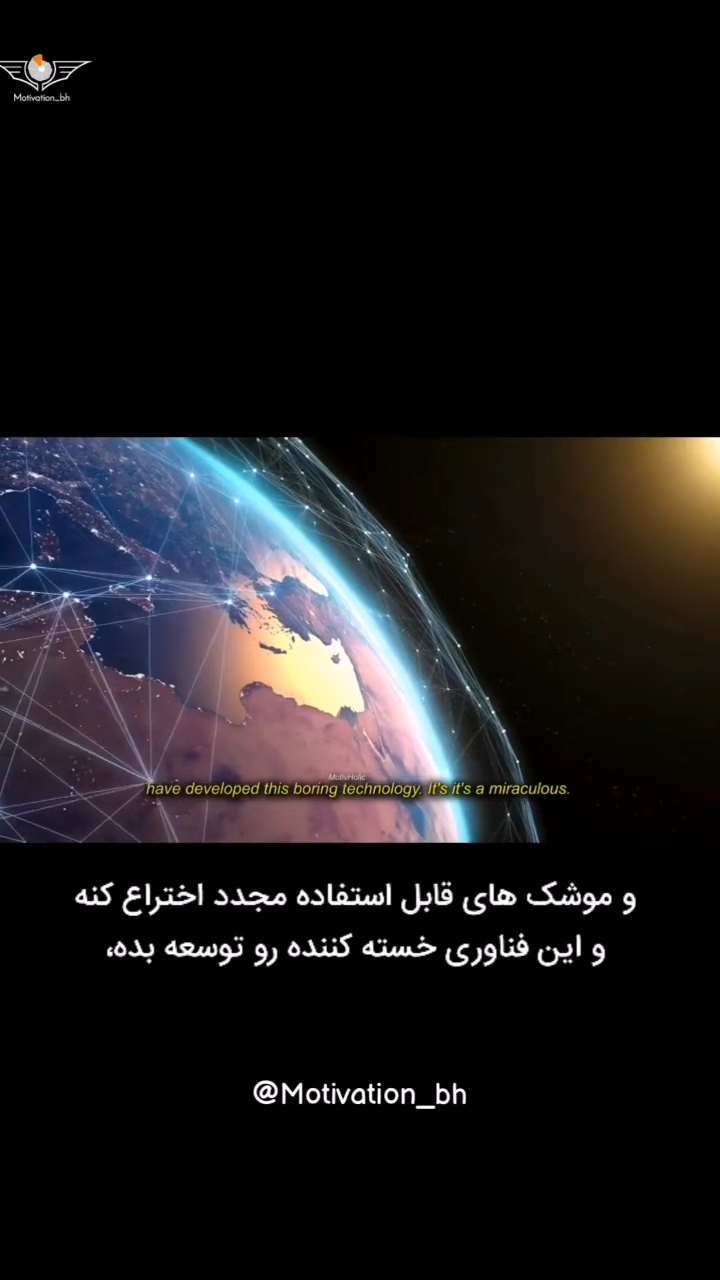 Motivation_bh
MotivHolic
have developed this boring technology. It's it's a miraculous.
و موشک های قابل استفاده مجدد اختراع کنه
و این فناوری خسته کننده رو توسعه بده،
@Motivation_bh